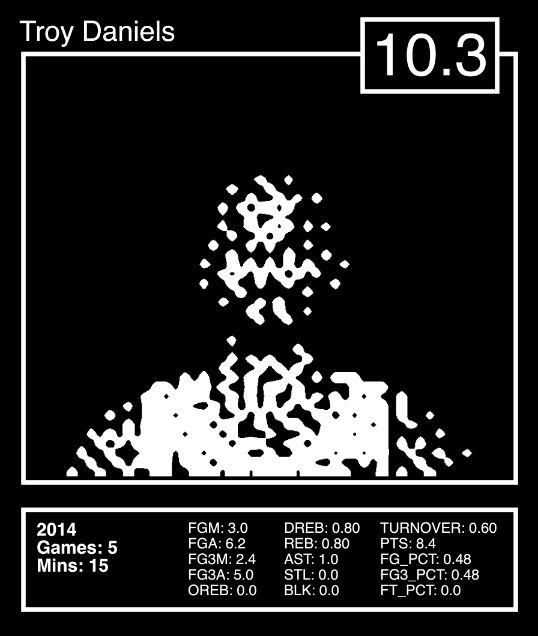 Troy Daniels
10.3
2014
Games: 5
Mins: 15
FGM: 3.0
FGA: 6.2
FG3M: 2.4
FG3A: 5.0
OREB: 0.0
DREB: 0.80
REB: 0.80
AST: 1.0
STL: 0.0
BLK: 0.0
TURNOVER: 0.60
PTS: 8.4
FG_PCT: 0.48
FG3_PCT: 0.48
FT_PCT: 0.0